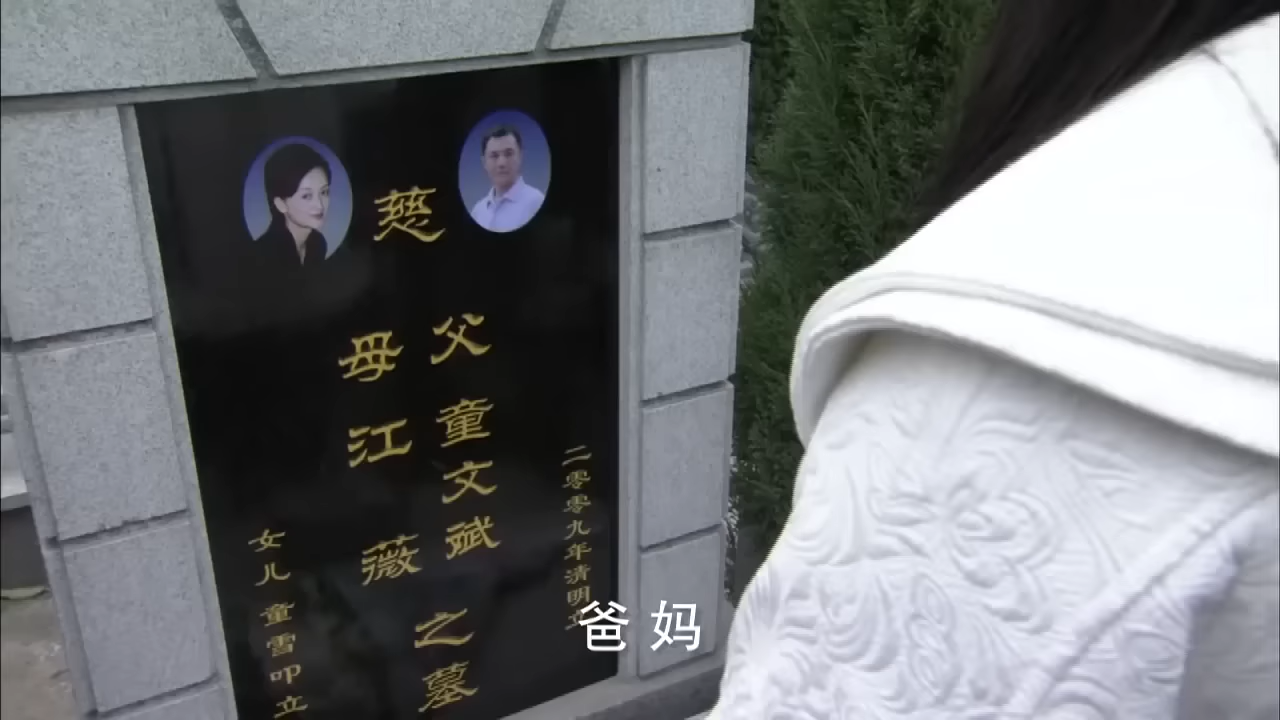 二零零九年清明立
慈
父童文斌
母江薇
之墓
女儿童雪叩立
爸 妈